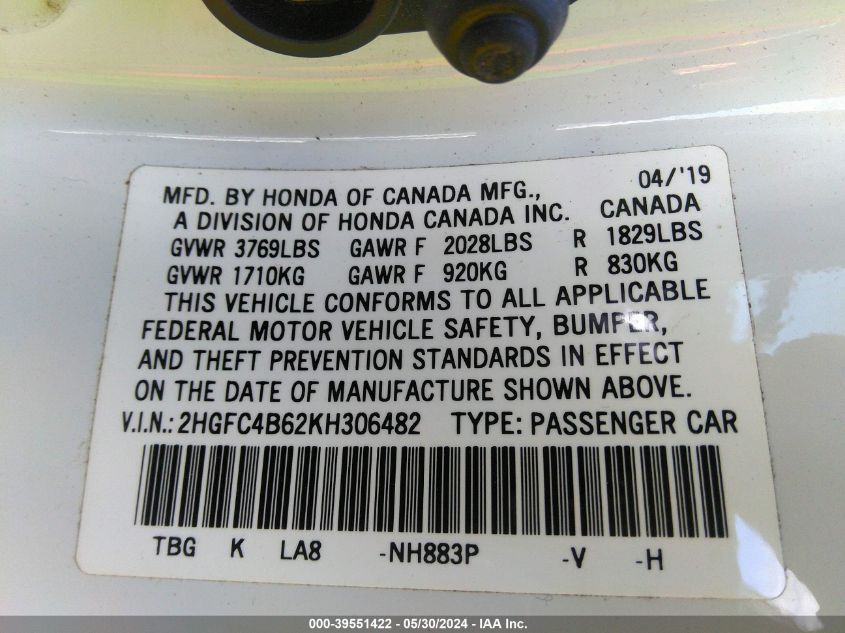 04/'19
MFD. BY HONDA OF CANADA MFG.,
A DIVISION OF HONDA CANADA INC. CANADA
GVWR 3769LBS GAWR F 2028LBS R 1829LBS
GVWR 1710KG GAWR F 920KG R 830KG
THIS VEHICLE CONFORMS TO ALL APPLICABLE
FEDERAL MOTOR VEHICLE SAFETY, BUMPER,
AND THEFT PREVENTION STANDARDS IN EFFECT
ON THE DATE OF MANUFACTURE SHOWN ABOVE.
V.I.N.: 2HGFC4B62KH306482 TYPE: PASSENGER CAR
TBG K LA8 -NH883P -V -H
000-39551422 - 05/30/2024 - IAA Inc.